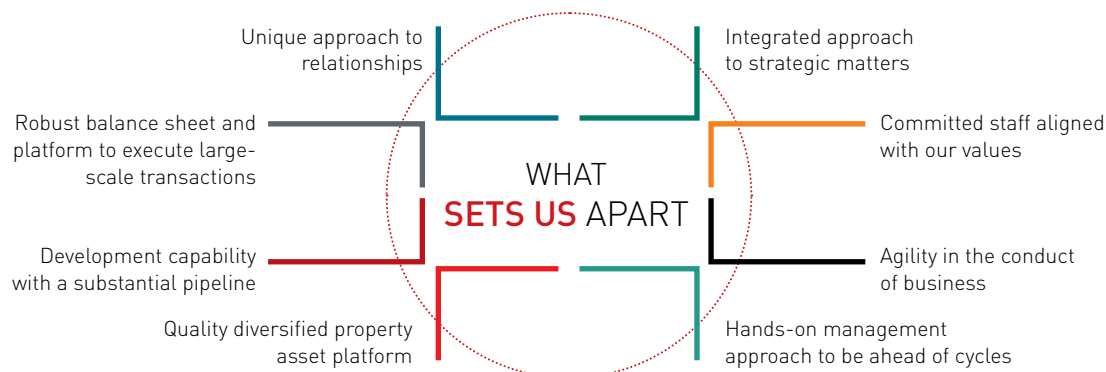 Unique approach to
relationships
Integrated approach
to strategic matters
Robust balance sheet and
platform to execute large-
scale transactions
Committed staff aligned
with our values
WHAT
SETS US APART
Development capability
with a substantial pipeline
Agility in the conduct
of business
Quality diversified property
asset platform
Hands-on management
approach to be ahead of cycles